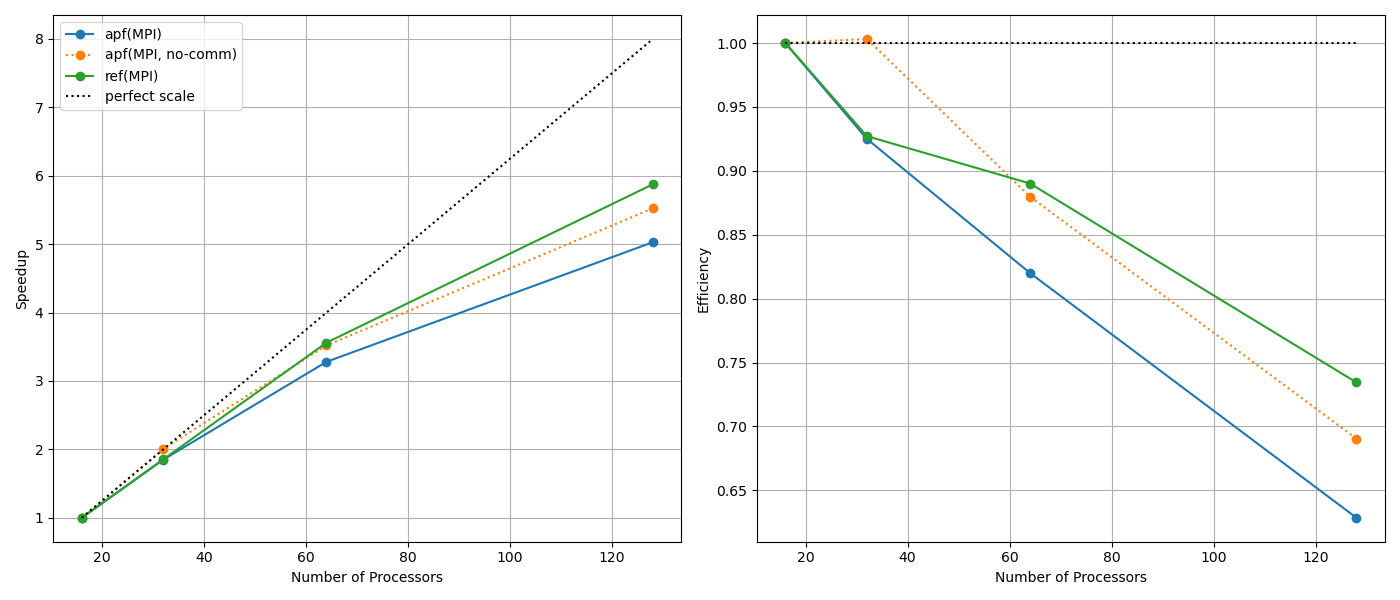 8
7
6
5
4
3
2
1
Speedup
apf(MPI)
apf(MPI, no-comm)
ref(MPI)
perfect scale
20 40 60 80 100 120
Number of Processors
1.00
0.95
0.90
0.85
0.80
0.75
0.70
0.65
Efficiency
20 40 60 80 100 120
Number of Processors